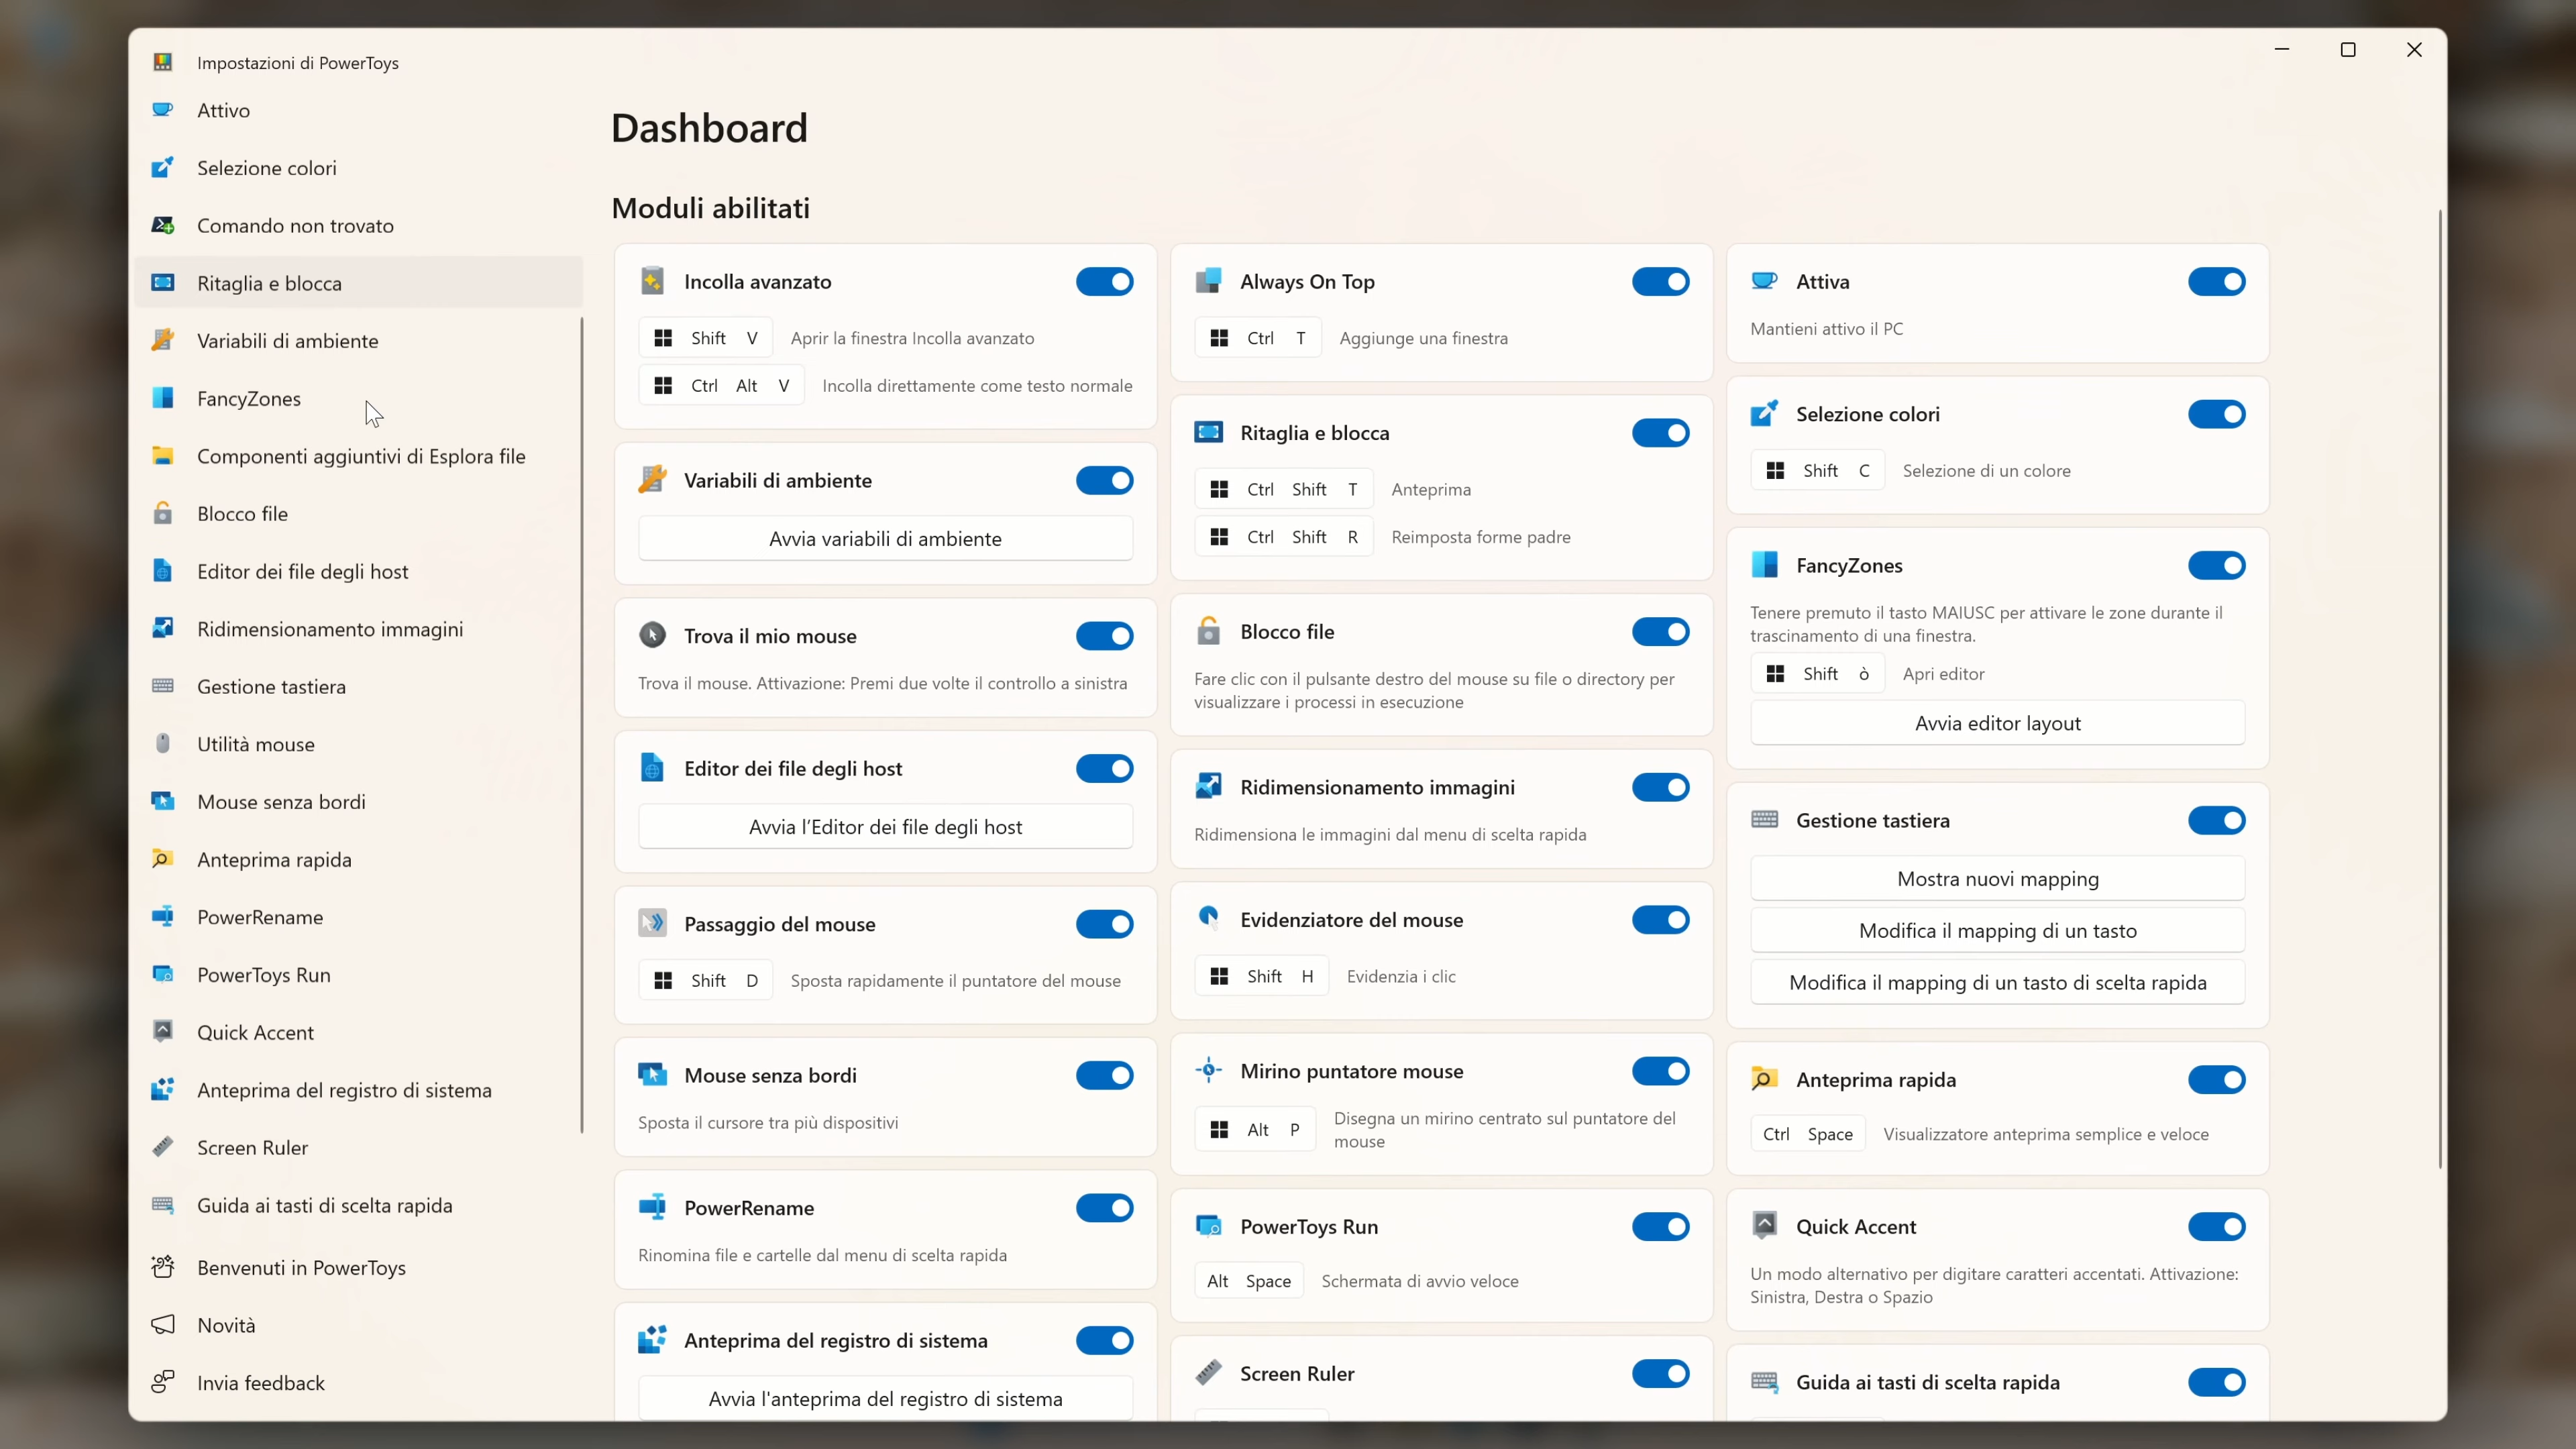 Impostazioni di PowerToys
Attivo
Selezione colori
Comando non trovato
Ritaglia e blocca
Variabili di ambiente
FancyZones
Componenti aggiuntivi di Esplora file
Blocco file
Editor dei file degli host
Ridimensionamento immagini
Gestione tastiera
Utilità mouse
Mouse senza bordi
Anteprima rapida
PowerRename
PowerToys Run
Quick Accent
Anteprima del registro di sistema
Screen Ruler
Guida ai tasti di scelta rapida
Benvenuti in PowerToys
Novità
Invia feedback
Dashboard
Moduli abilitati
Incolla avanzato
Shift V Aprir la finestra Incolla avanzato
Ctrl Alt V Incolla direttamente come testo normale
Variabili di ambiente
Avvia variabili di ambiente
Trova il mio mouse
Trova il mouse. Attivazione: Premi due volte il controllo a sinistra
Editor dei file degli host
Avvia l'Editor dei file degli host
Passaggio del mouse
Shift D Sposta rapidamente il puntatore del mouse
Mouse senza bordi
Sposta il cursore tra più dispositivi
PowerRename
Rinomina file e cartelle dal menu di scelta rapida
Anteprima del registro di sistema
Avvia l'anteprima del registro di sistema
Always On Top
Ctrl T Aggiunge una finestra
Ritaglia e blocca
Ctrl Shift T Anteprima
Ctrl Shift R Reimposta forme padre
Blocco file
Fare clic con il pulsante destro del mouse su file o directory per
visualizzare i processi in esecuzione
Ridimensionamento immagini
Ridimensiona le immagini dal menu di scelta rapida
Evidenziatore del mouse
Shift H Evidenzia i clic
Mirino puntatore mouse
Alt P Disegna un mirino centrato sul puntatore del
mouse
PowerToys Run
Alt Space Schermata di avvio veloce
Screen Ruler
Attiva
Mantieni attivo il PC
Selezione colori
Shift C Selezione di un colore
FancyZones
Tenere premuto il tasto MAIUSC per attivare le zone durante il
trascinamento di una finestra.
Shift ò Apri editor
Avvia editor layout
Gestione tastiera
Mostra nuovi mapping
Modifica il mapping di un tasto
Modifica il mapping di un tasto di scelta rapida
Anteprima rapida
Ctrl Space Visualizzatore anteprima semplice e veloce
Quick Accent
Un modo alternativo per digitare caratteri accentati. Attivazione:
Sinistra, Destra o Spazio
Guida ai tasti di scelta rapida